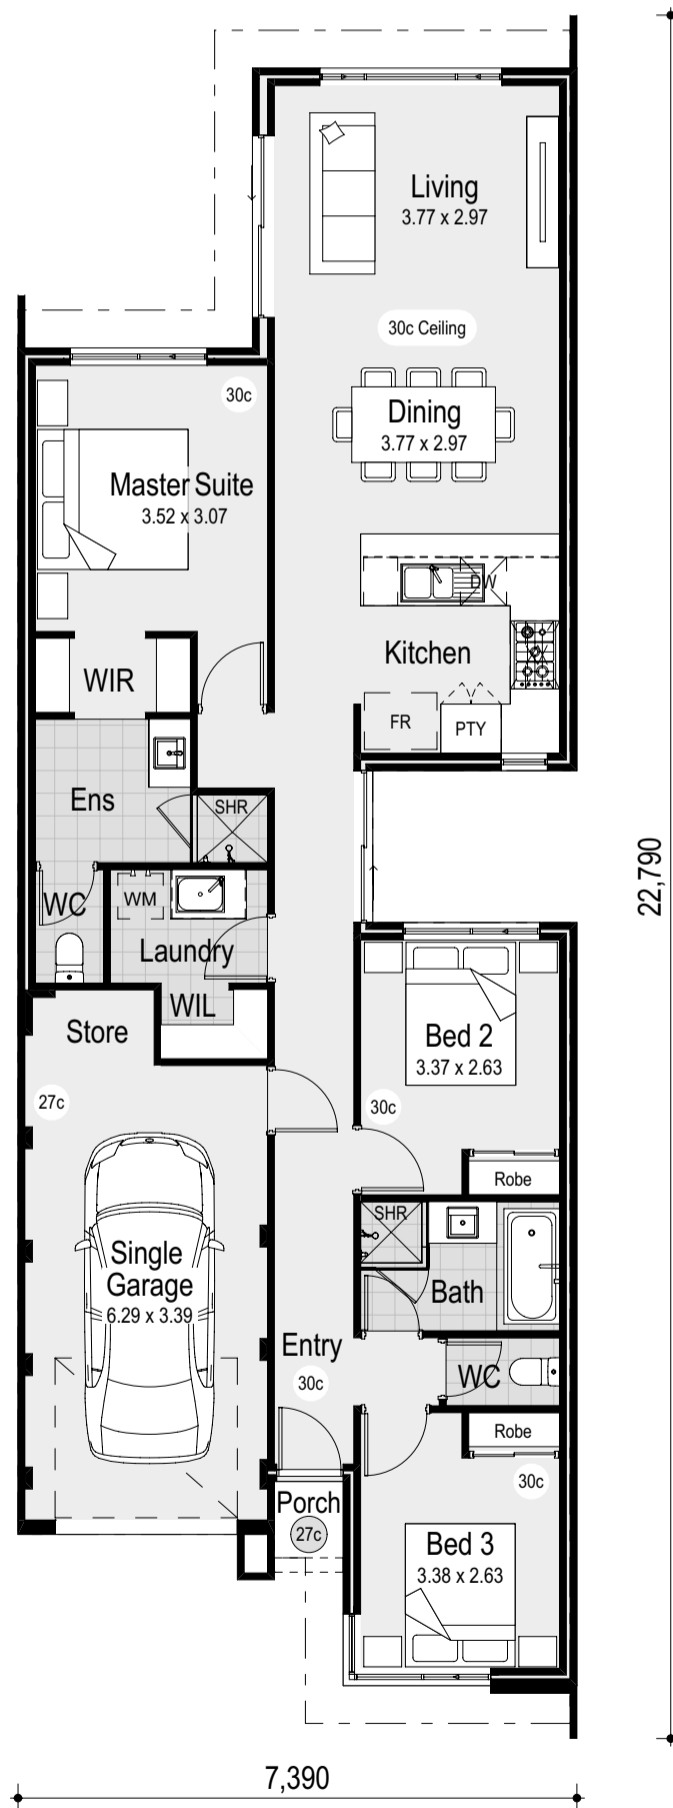 Living
3.77 x 2.97
30c Ceiling
30c
Dining
3.77 x 2.97
Master Suite
3.52 x 3.07
DW
Kitchen
WIR
FR
PTY
Ens
SHR
22,790
WC
WM
Laundry
WIL
Store
Bed 2
3.37 x 2.63
27c
30c
Robe
SHR
Single
Garage
6.29 x 3.39
Bath
Entry
30c
WC
Robe
30c
Porch
27c
Bed 3
3.38 x 2.63
7,390